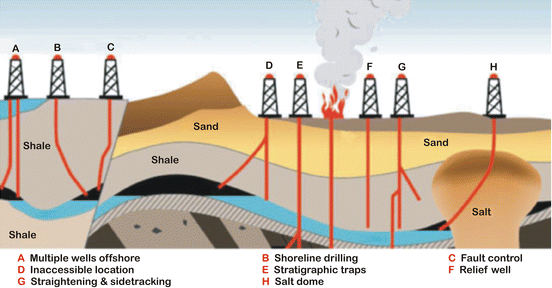 A B C D E F G H
Sand
Sand
Shale
Shale
Salt
Shale
A Multiple wells offshore B Shoreline drilling C Fault control
D Inaccessible location E Stratigraphic traps F Relief well
G Straightening & sidetracking H Salt dome